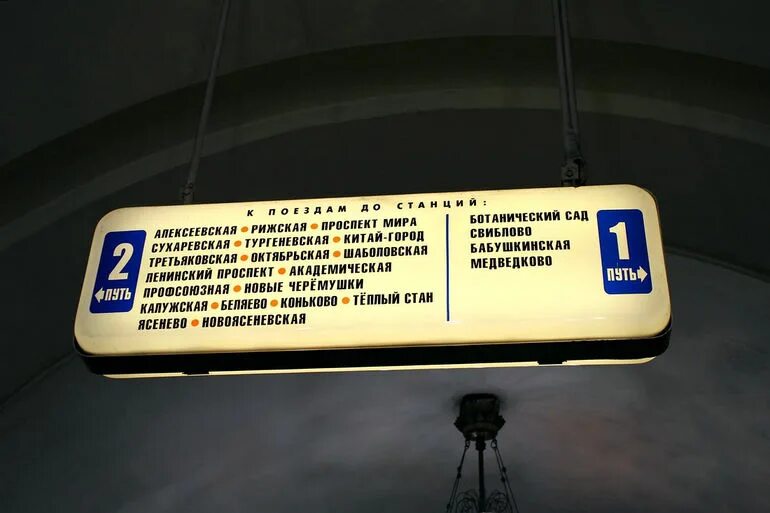 К ПОЕЗДАМ ДО СТАНЦИЙ:
2
ПУТЬ
АЛЕКСЕЕВСКАЯ • РИЖСКАЯ • ПРОСПЕКТ МИРА
СУХАРЕВСКАЯ • ТУРГЕНЕВСКАЯ • КИТАЙ-ГОРОД
ТРЕТЬЯКОВСКАЯ • ОКТЯБРЬСКАЯ • ШАБОЛОВСКАЯ
ЛЕНИНСКИЙ ПРОСПЕКТ • АКАДЕМИЧЕСКАЯ
ПРОФСОЮЗНАЯ • НОВЫЕ ЧЕРЁМУШКИ
КАЛУЖСКАЯ • БЕЛЯЕВО • КОНЬКОВО • ТЁПЛЫЙ СТАН
ЯСЕНЕВО • НОВОЯСЕНЕВСКАЯ
БОТАНИЧЕСКИЙ САД
СВИБЛОВО
БАБУШКИНСКАЯ
МЕДВЕДКОВО
1
ПУТЬ